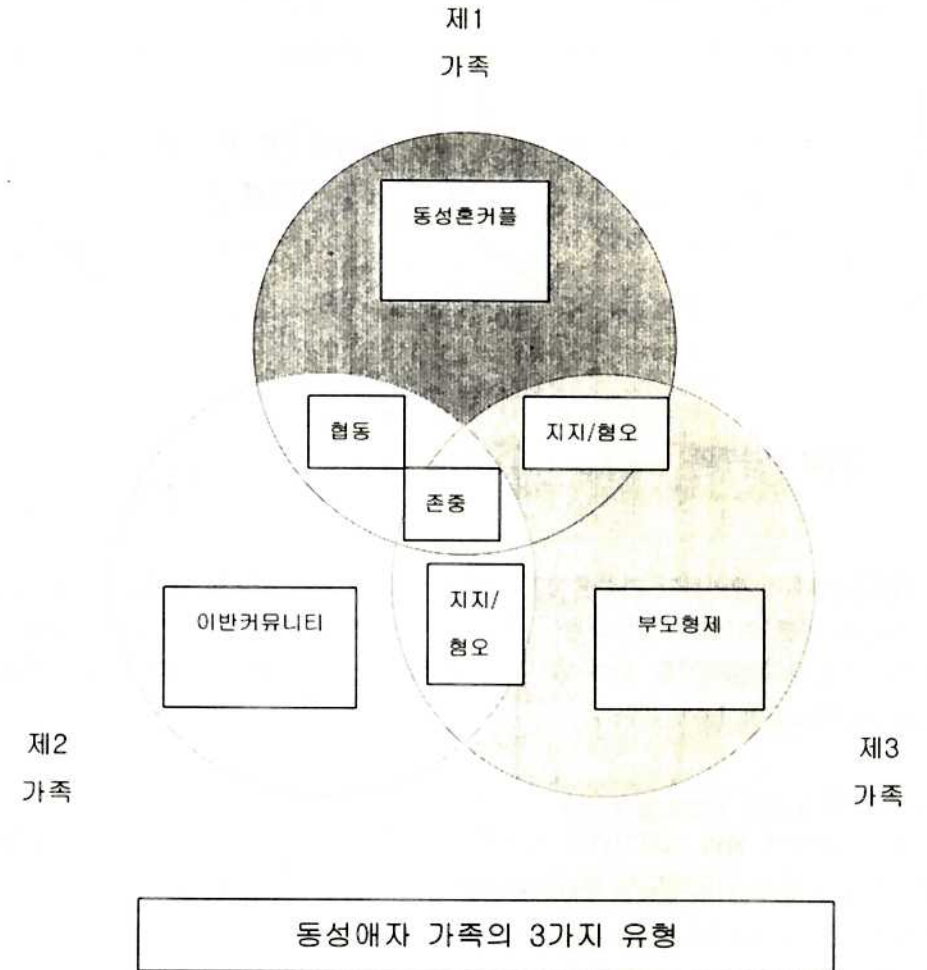 제1
가족
동성혼커플
협동
지지/혐오
존중
지지/
혐오
이반커뮤니티
부모형제
제2
가족
제3
가족
동성애자 가족의 3가지 유형